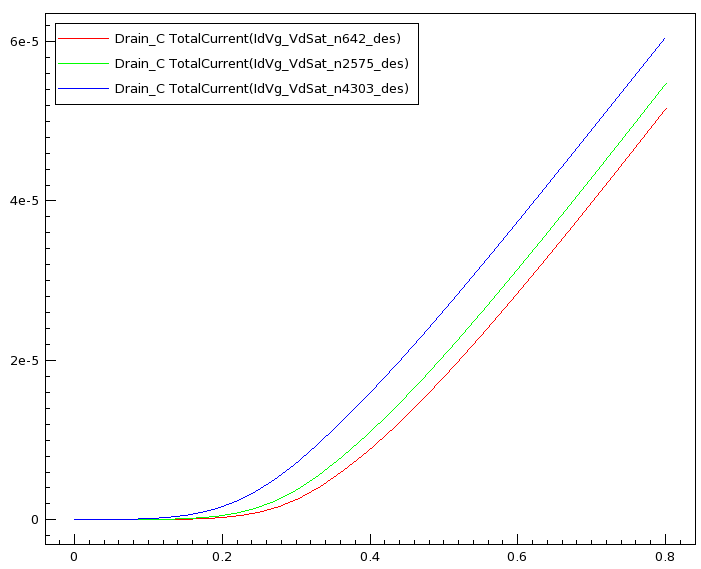 Drain_C TotalCurrent(IdVg_VdSat_n642_des)
Drain_C TotalCurrent(IdVg_VdSat_n2575_des)
Drain_C TotalCurrent(IdVg_VdSat_n4303_des)
6e-5
4e-5
2e-5
0
0 0.2 0.4 0.6 0.8